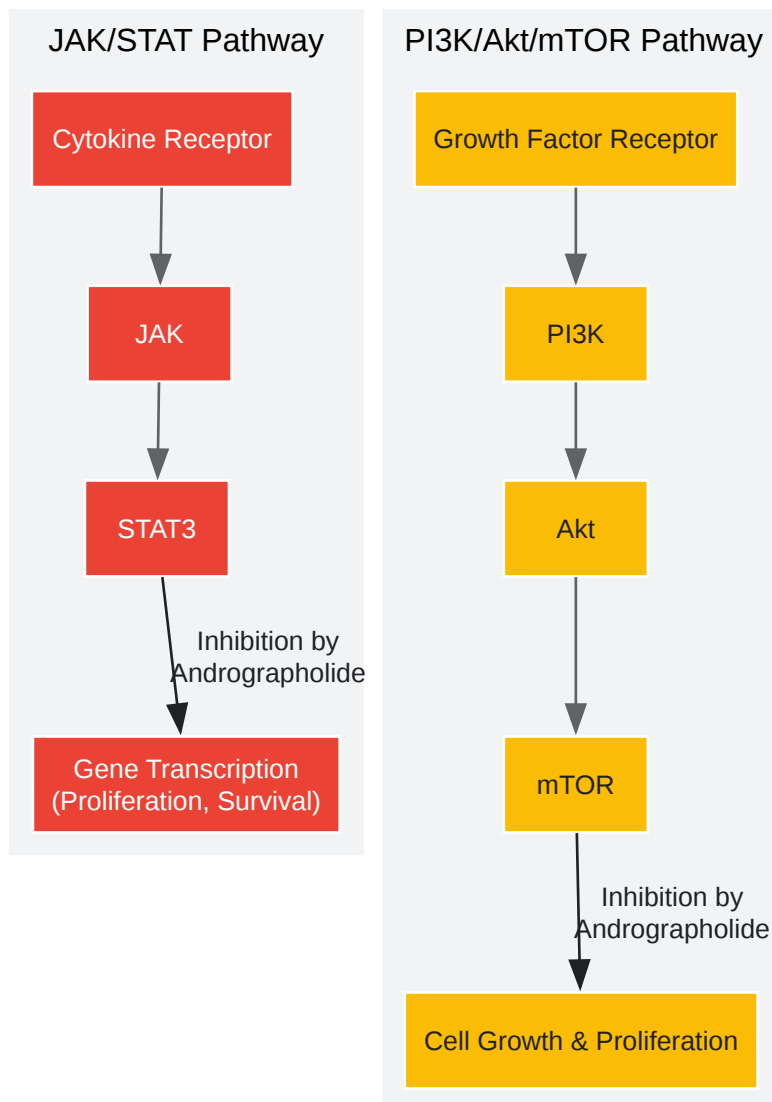 JAK/STAT Pathway
Cytokine Receptor
JAK
STAT3
Inhibition by
Andrographolide
Gene Transcription
(Proliferation, Survival)
PI3K/Akt/mTOR Pathway
Growth Factor Receptor
PI3K
Akt
mTOR
Inhibition by
Andrographolide
Cell Growth & Proliferation